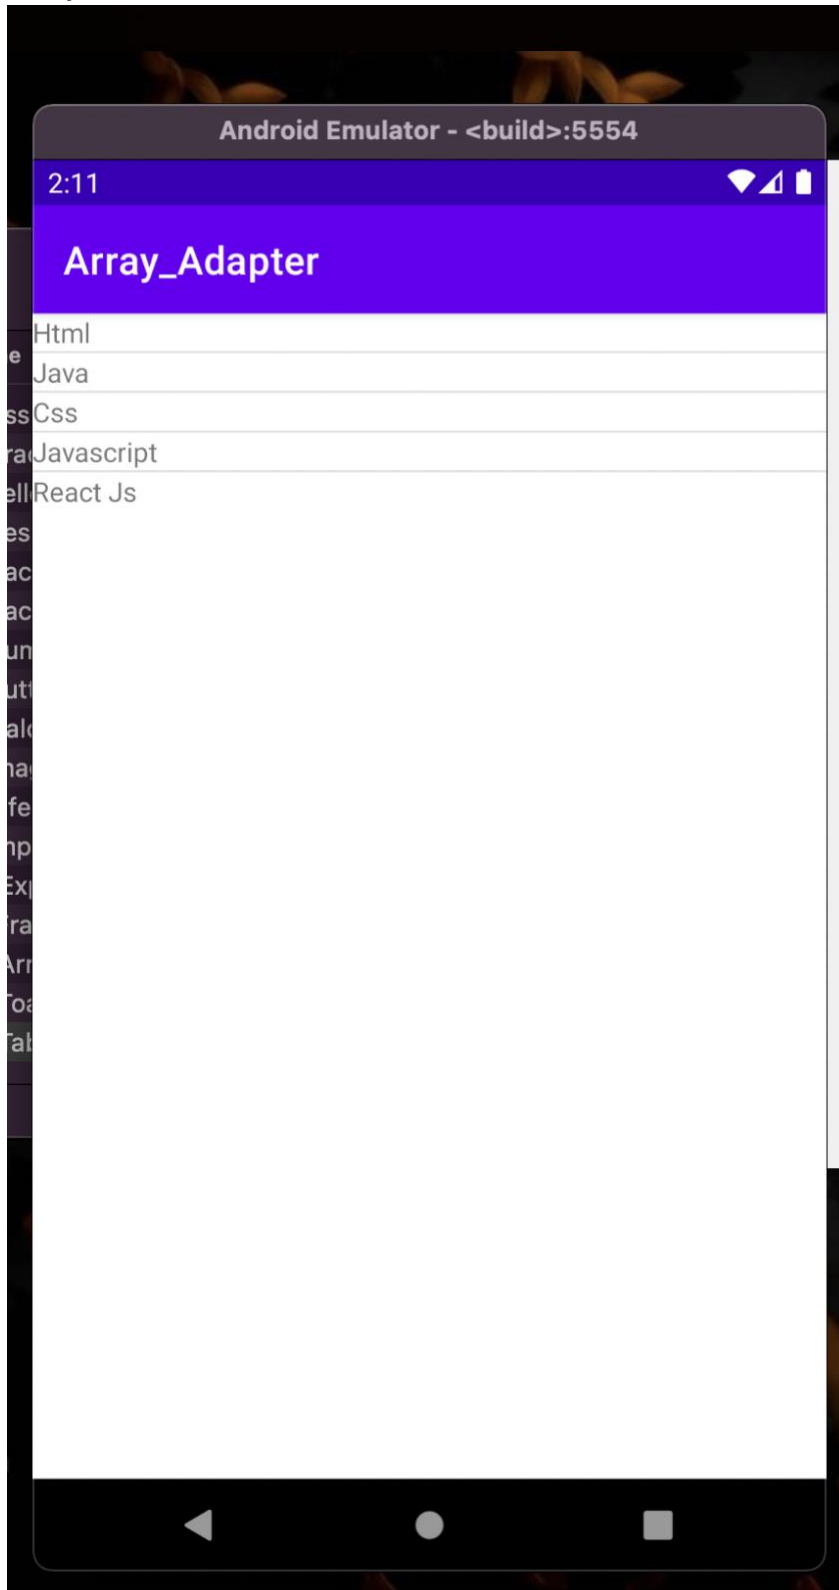 Android Emulator - <build>:5554
2:11
Array_Adapter
Html
Java
Css
Javascript
React Js